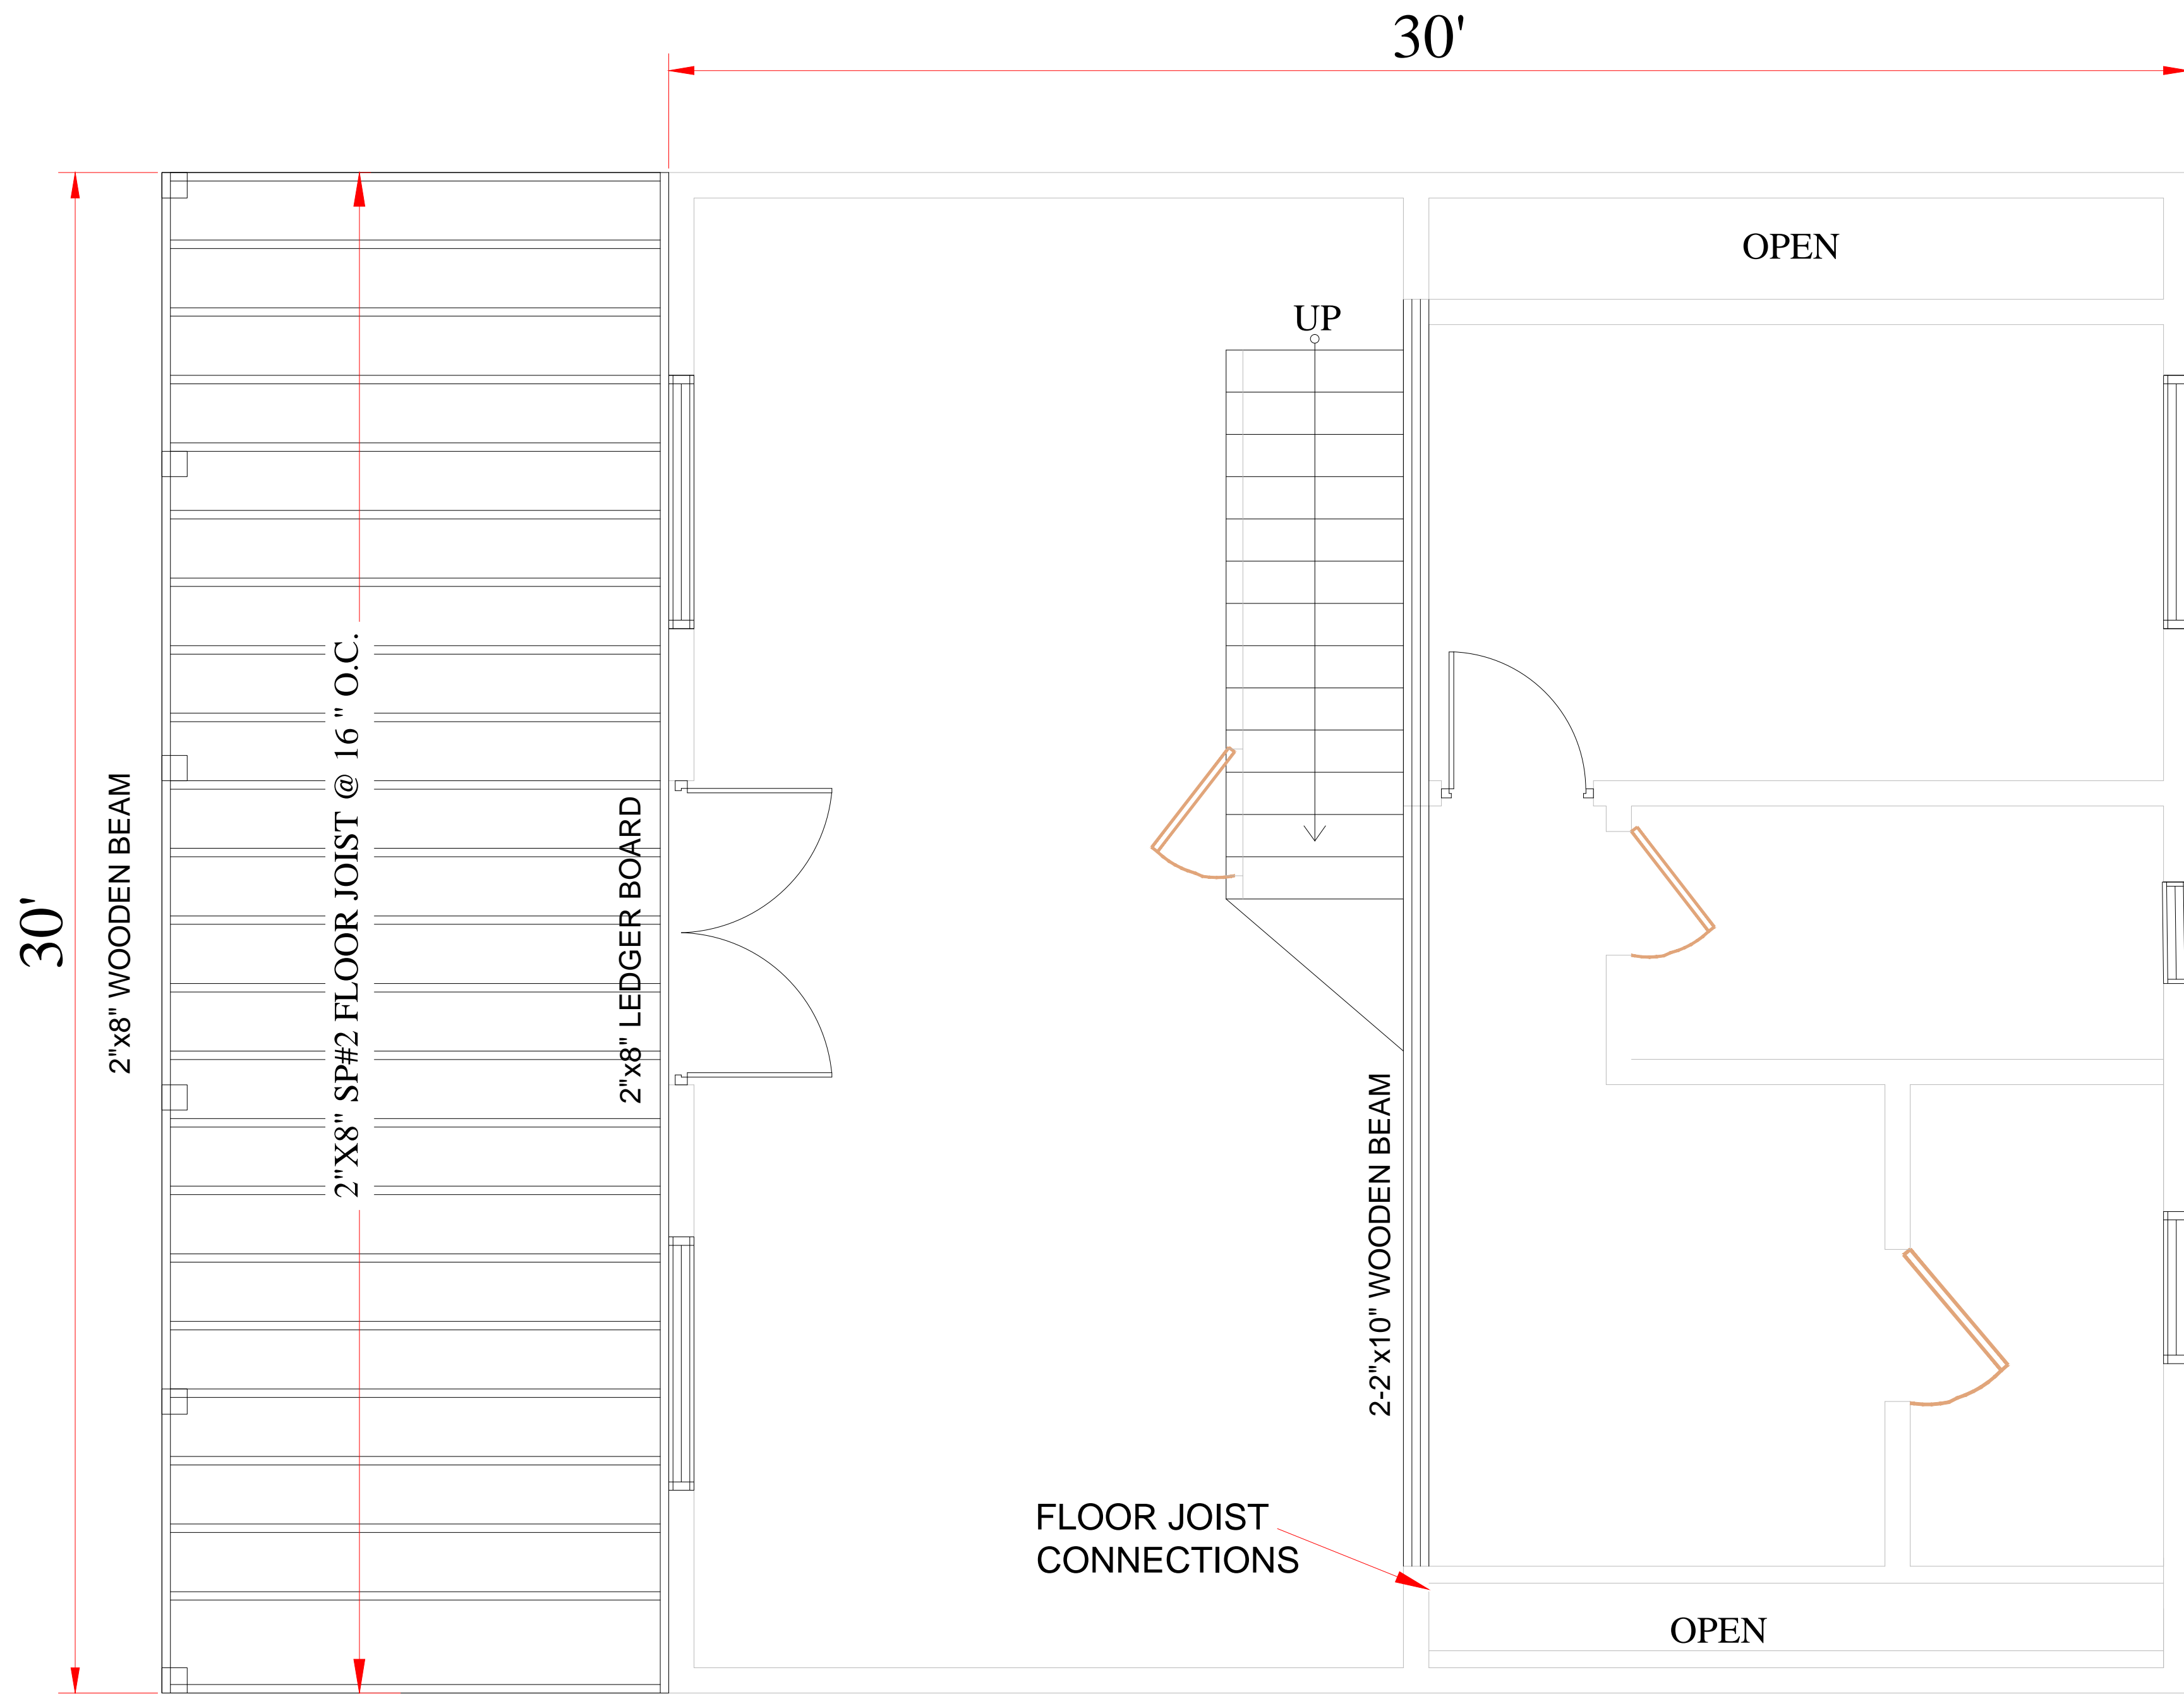 30'
OPEN
UP
30'
2"x8" WOODEN BEAM
2"X8" SP#2 FLOOR JOIST @ 16 " O.C.
2"x8" LEDGER BOARD
2-2"x10" WOODEN BEAM
FLOOR JOIST
CONNECTIONS
OPEN